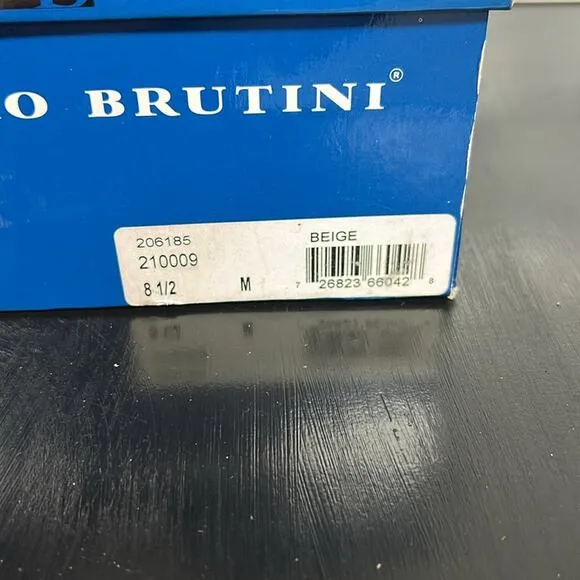 O BRUTINI®
206185 BEIGE
210009
8 1/2 M 7 26823 66042 8